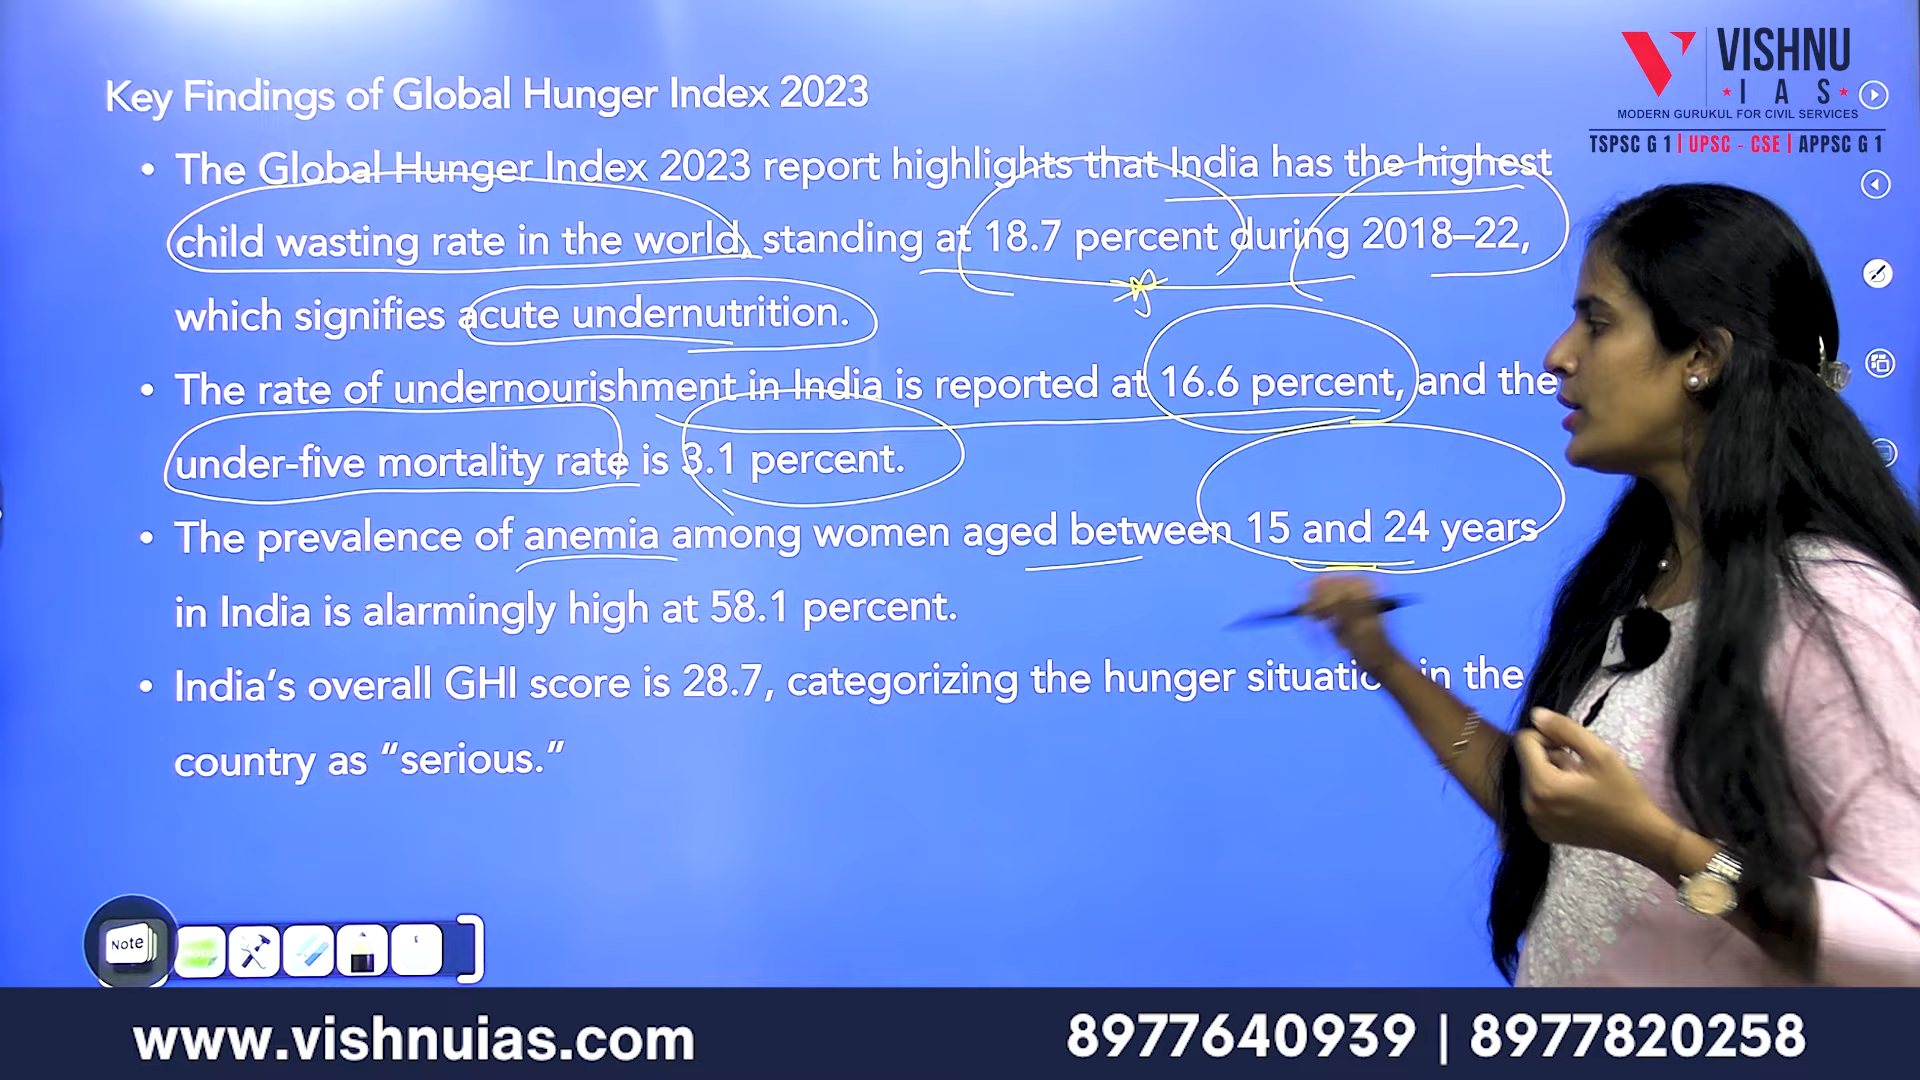 VISHNU
IAS
MODERN GURUKUL FOR CIVIL SERVICES
TSPSC G 1 | UPSC - CSE | APPSC G 1
Key Findings of Global Hunger Index 2023
• The Global Hunger Index 2023 report highlights that India has the highest
child wasting rate in the world, standing at 18.7 percent during 2018–22,
which signifies acute undernutrition.
• The rate of undernourishment in India is reported at 16.6 percent, and the
under-five mortality rate is 3.1 percent.
• The prevalence of anemia among women aged between 15 and 24 years
in India is alarmingly high at 58.1 percent.
• India’s overall GHI score is 28.7, categorizing the hunger situation in the
country as “serious.”
Note
www.vishnuias.com
8977640939 | 8977820258